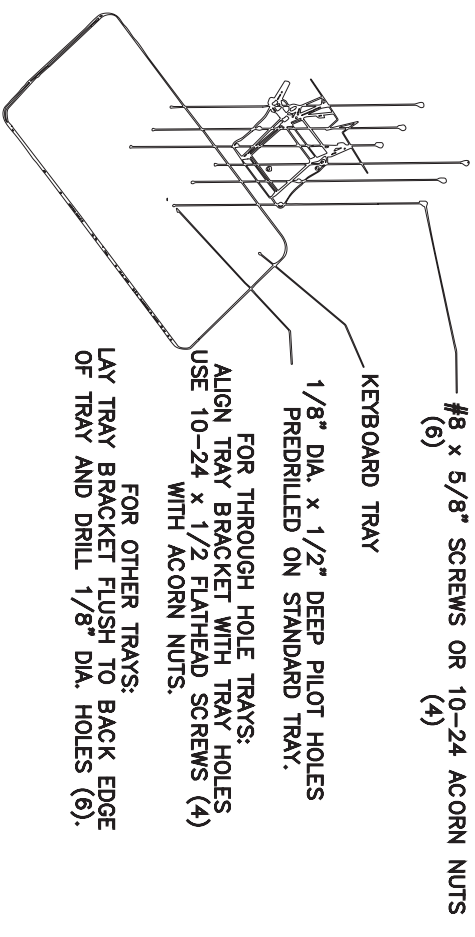 #8 x 5/8" SCREWS OR 10-24 ACORN NUTS
(6) (4)
KEYBOARD TRAY
1/8" DIA. x 1/2" DEEP PILOT HOLES
PREDRILLED ON STANDARD TRAY.
FOR THROUGH HOLE TRAYS:
ALIGN TRAY BRACKET WITH TRAY HOLES
USE 10-24 x 1/2 FLATHEAD SCREWS (4)
WITH ACORN NUTS.
FOR OTHER TRAYS:
LAY TRAY BRACKET FLUSH TO BACK EDGE
OF TRAY AND DRILL 1/8" DIA. HOLES (6).